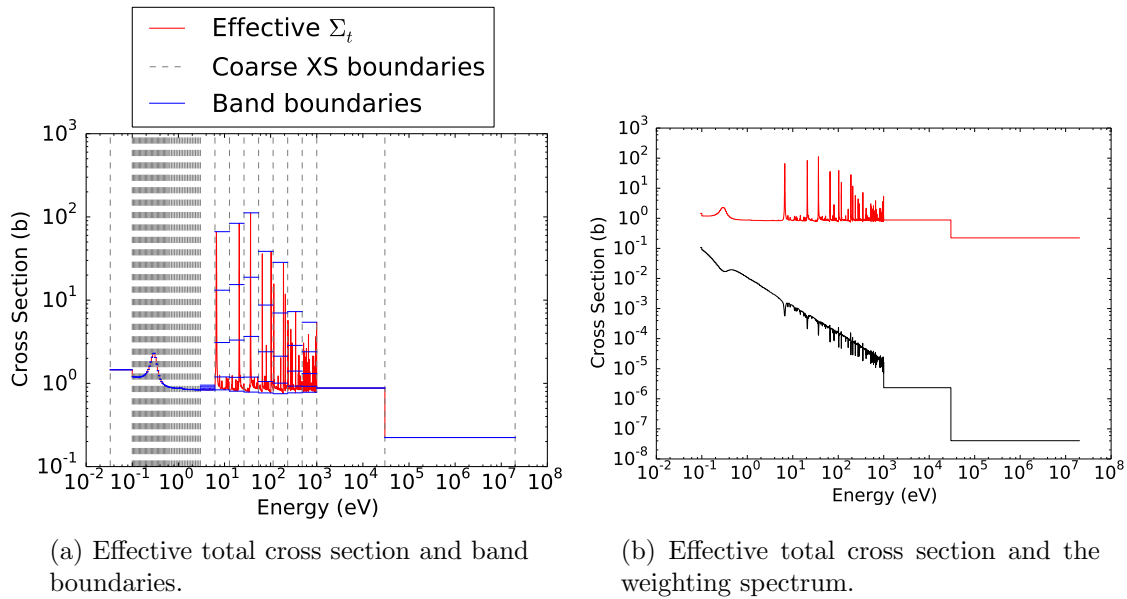 Effective Σt
Coarse XS boundaries
Band boundaries
10^3
10^2
10^1
10^0
10^-1
Cross Section (b)
10^-2 10^-1 10^0 10^1 10^2 10^3 10^4 10^5 10^6 10^7 10^8
Energy (eV)
(a) Effective total cross section and band
boundaries.
10^3
10^2
10^1
10^0
10^-1
10^-2
10^-3
10^-4
10^-5
10^-6
10^-7
10^-8
Cross Section (b)
10^-2 10^-1 10^0 10^1 10^2 10^3 10^4 10^5 10^6 10^7 10^8
Energy (eV)
(b) Effective total cross section and the
weighting spectrum.